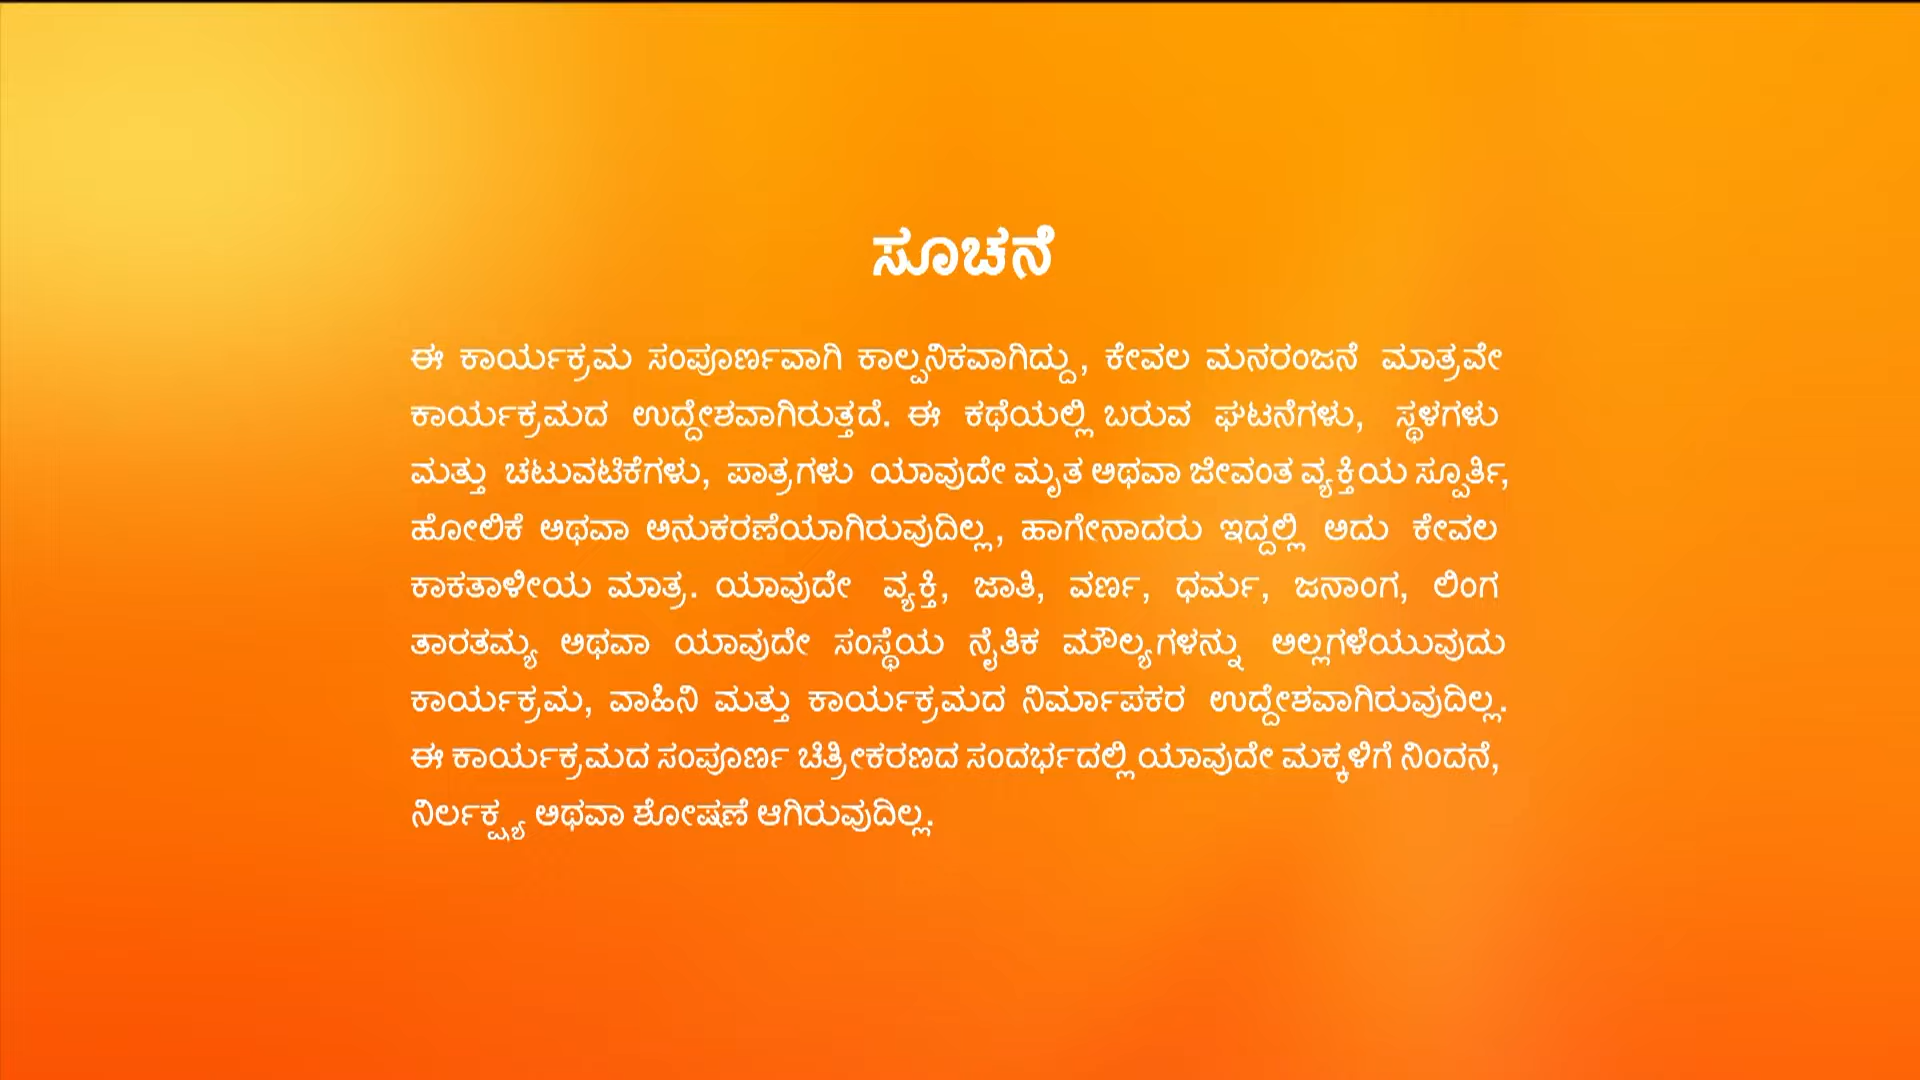 ಸೂಚನೆ
ಈ ಕಾರ್ಯಕ್ರಮ ಸಂಪೂರ್ಣವಾಗಿ ಕಾಲ್ಪನಿಕವಾಗಿದ್ದು, ಕೇವಲ ಮನರಂಜನೆ ಮಾತ್ರವೇ
ಕಾರ್ಯಕ್ರಮದ ಉದ್ದೇಶವಾಗಿರುತ್ತದೆ. ಈ ಕಥೆಯಲ್ಲಿ ಬರುವ ಘಟನೆಗಳು, ಸ್ಥಳಗಳು
ಮತ್ತು ಚಟುವಟಿಕೆಗಳು, ಪಾತ್ರಗಳು ಯಾವುದೇ ಮೃತ ಅಥವಾ ಜೀವಂತ ವ್ಯಕ್ತಿಯ ಸ್ಪೂರ್ತಿ,
ಹೋಲಿಕೆ ಅಥವಾ ಅನುಕರಣೆಯಾಗಿರುವುದಿಲ್ಲ, ಹಾಗೇನಾದರು ಇದ್ದಲ್ಲಿ ಅದು ಕೇವಲ
ಕಾಕತಾಳೀಯ ಮಾತ್ರ. ಯಾವುದೇ ವ್ಯಕ್ತಿ, ಜಾತಿ, ವರ್ಣ, ಧರ್ಮ, ಜನಾಂಗ, ಲಿಂಗ
ತಾರತಮ್ಯ ಅಥವಾ ಯಾವುದೇ ಸಂಸ್ಥೆಯ ನೈತಿಕ ಮೌಲ್ಯಗಳನ್ನು ಅಲ್ಲಗಳೆಯುವುದು
ಕಾರ್ಯಕ್ರಮ, ವಾಹಿನಿ ಮತ್ತು ಕಾರ್ಯಕ್ರಮದ ನಿರ್ಮಾಪಕರ ಉದ್ದೇಶವಾಗಿರುವುದಿಲ್ಲ.
ಈ ಕಾರ್ಯಕ್ರಮದ ಸಂಪೂರ್ಣ ಚಿತ್ರೀಕರಣದ ಸಂದರ್ಭದಲ್ಲಿ ಯಾವುದೇ ಮಕ್ಕಳಿಗೆ ನಿಂದನೆ,
ನಿರ್ಲಕ್ಷ್ಯ ಅಥವಾ ಶೋಷಣೆ ಆಗಿರುವುದಿಲ್ಲ.